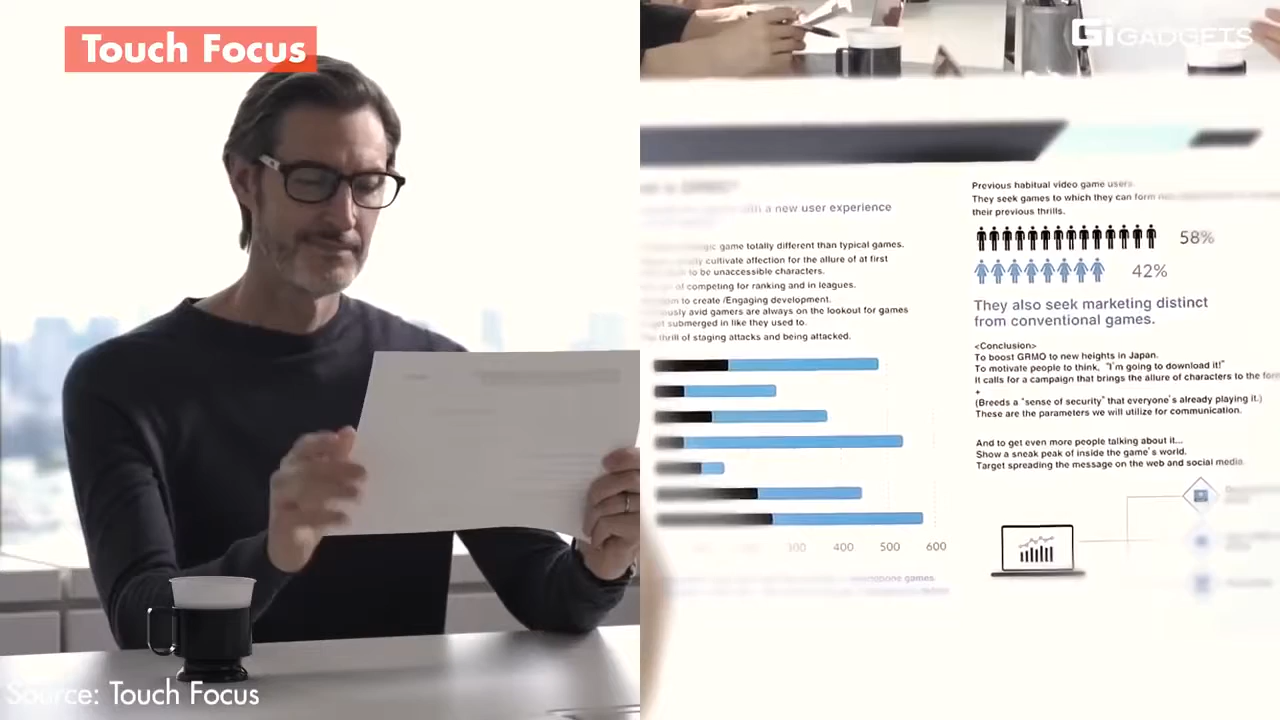 Touch Focus
Gi GADGETS
with a new user experience
game totally different than typical games.
cultivate affection for the allure of at first
to be unaccessible characters.
of competing for ranking and in leagues.
to create /Engaging development.
avid gamers are always on the lookout for games
submerged in like they used to.
thrill of staging attacks and being attacked.
300 400 500 600
games.
Previous habitual video game users.
They seek games to which they can form
their previous thrills.
58%
42%
They also seek marketing distinct
from conventional games.
<Conclusion>
To boost GRMO to new heights in Japan.
To motivate people to think, "I'm going to download it!"
It calls for a campaign that brings the allure of characters to the
+
(Breeds a "sense of security" that everyone's already playing it.)
These are the parameters we will utilize for communication.
And to get even more people talking about it...
Show a sneak peak of inside the game's world.
Target spreading the message on the web and social media.
Source: Touch Focus